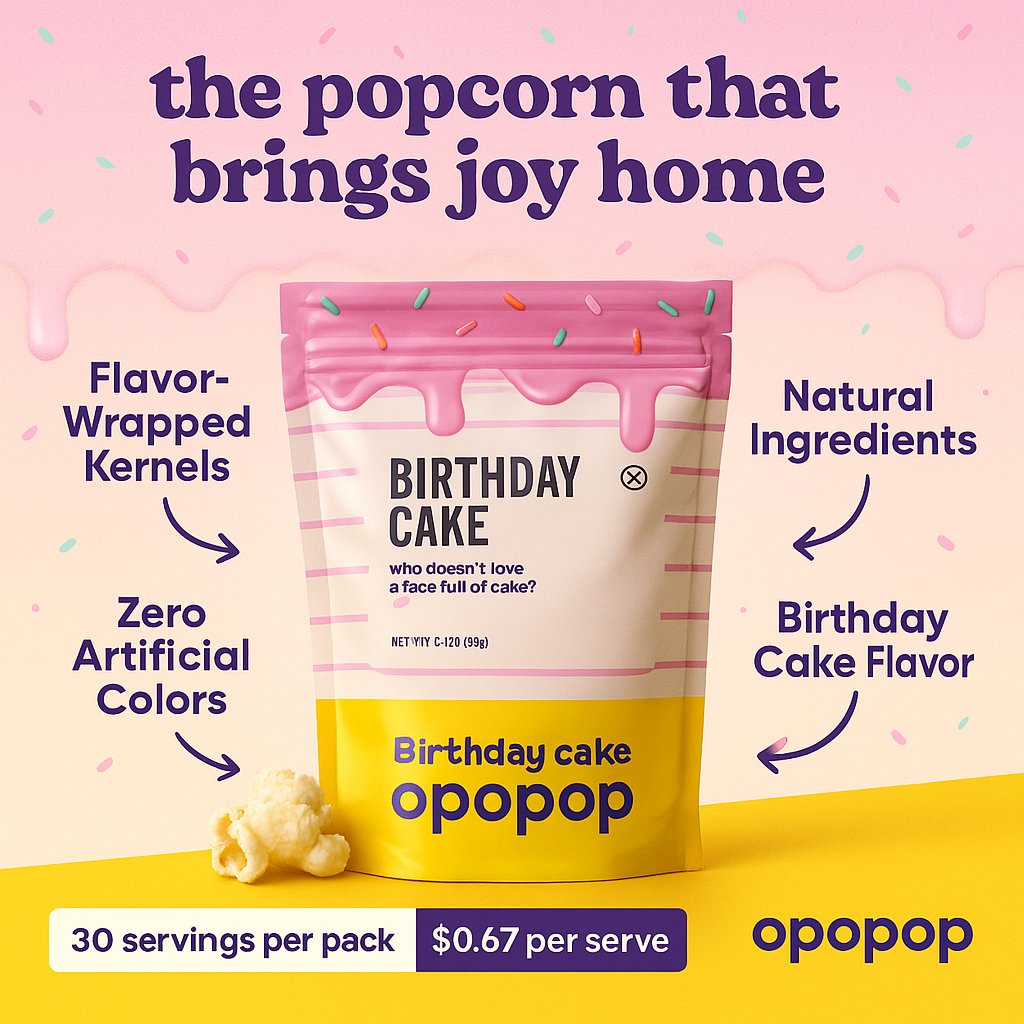 the popcorn that
brings joy home
Flavor-
Wrapped
Kernels
Natural
Ingredients
BIRTHDAY
CAKE
who doesn't love
a face full of cake?
NET C-120 (99g)
Zero
Artificial
Colors
Birthday
Cake Flavor
Birthday cake
opopop
30 servings per pack
$0.67 per serve
opopop